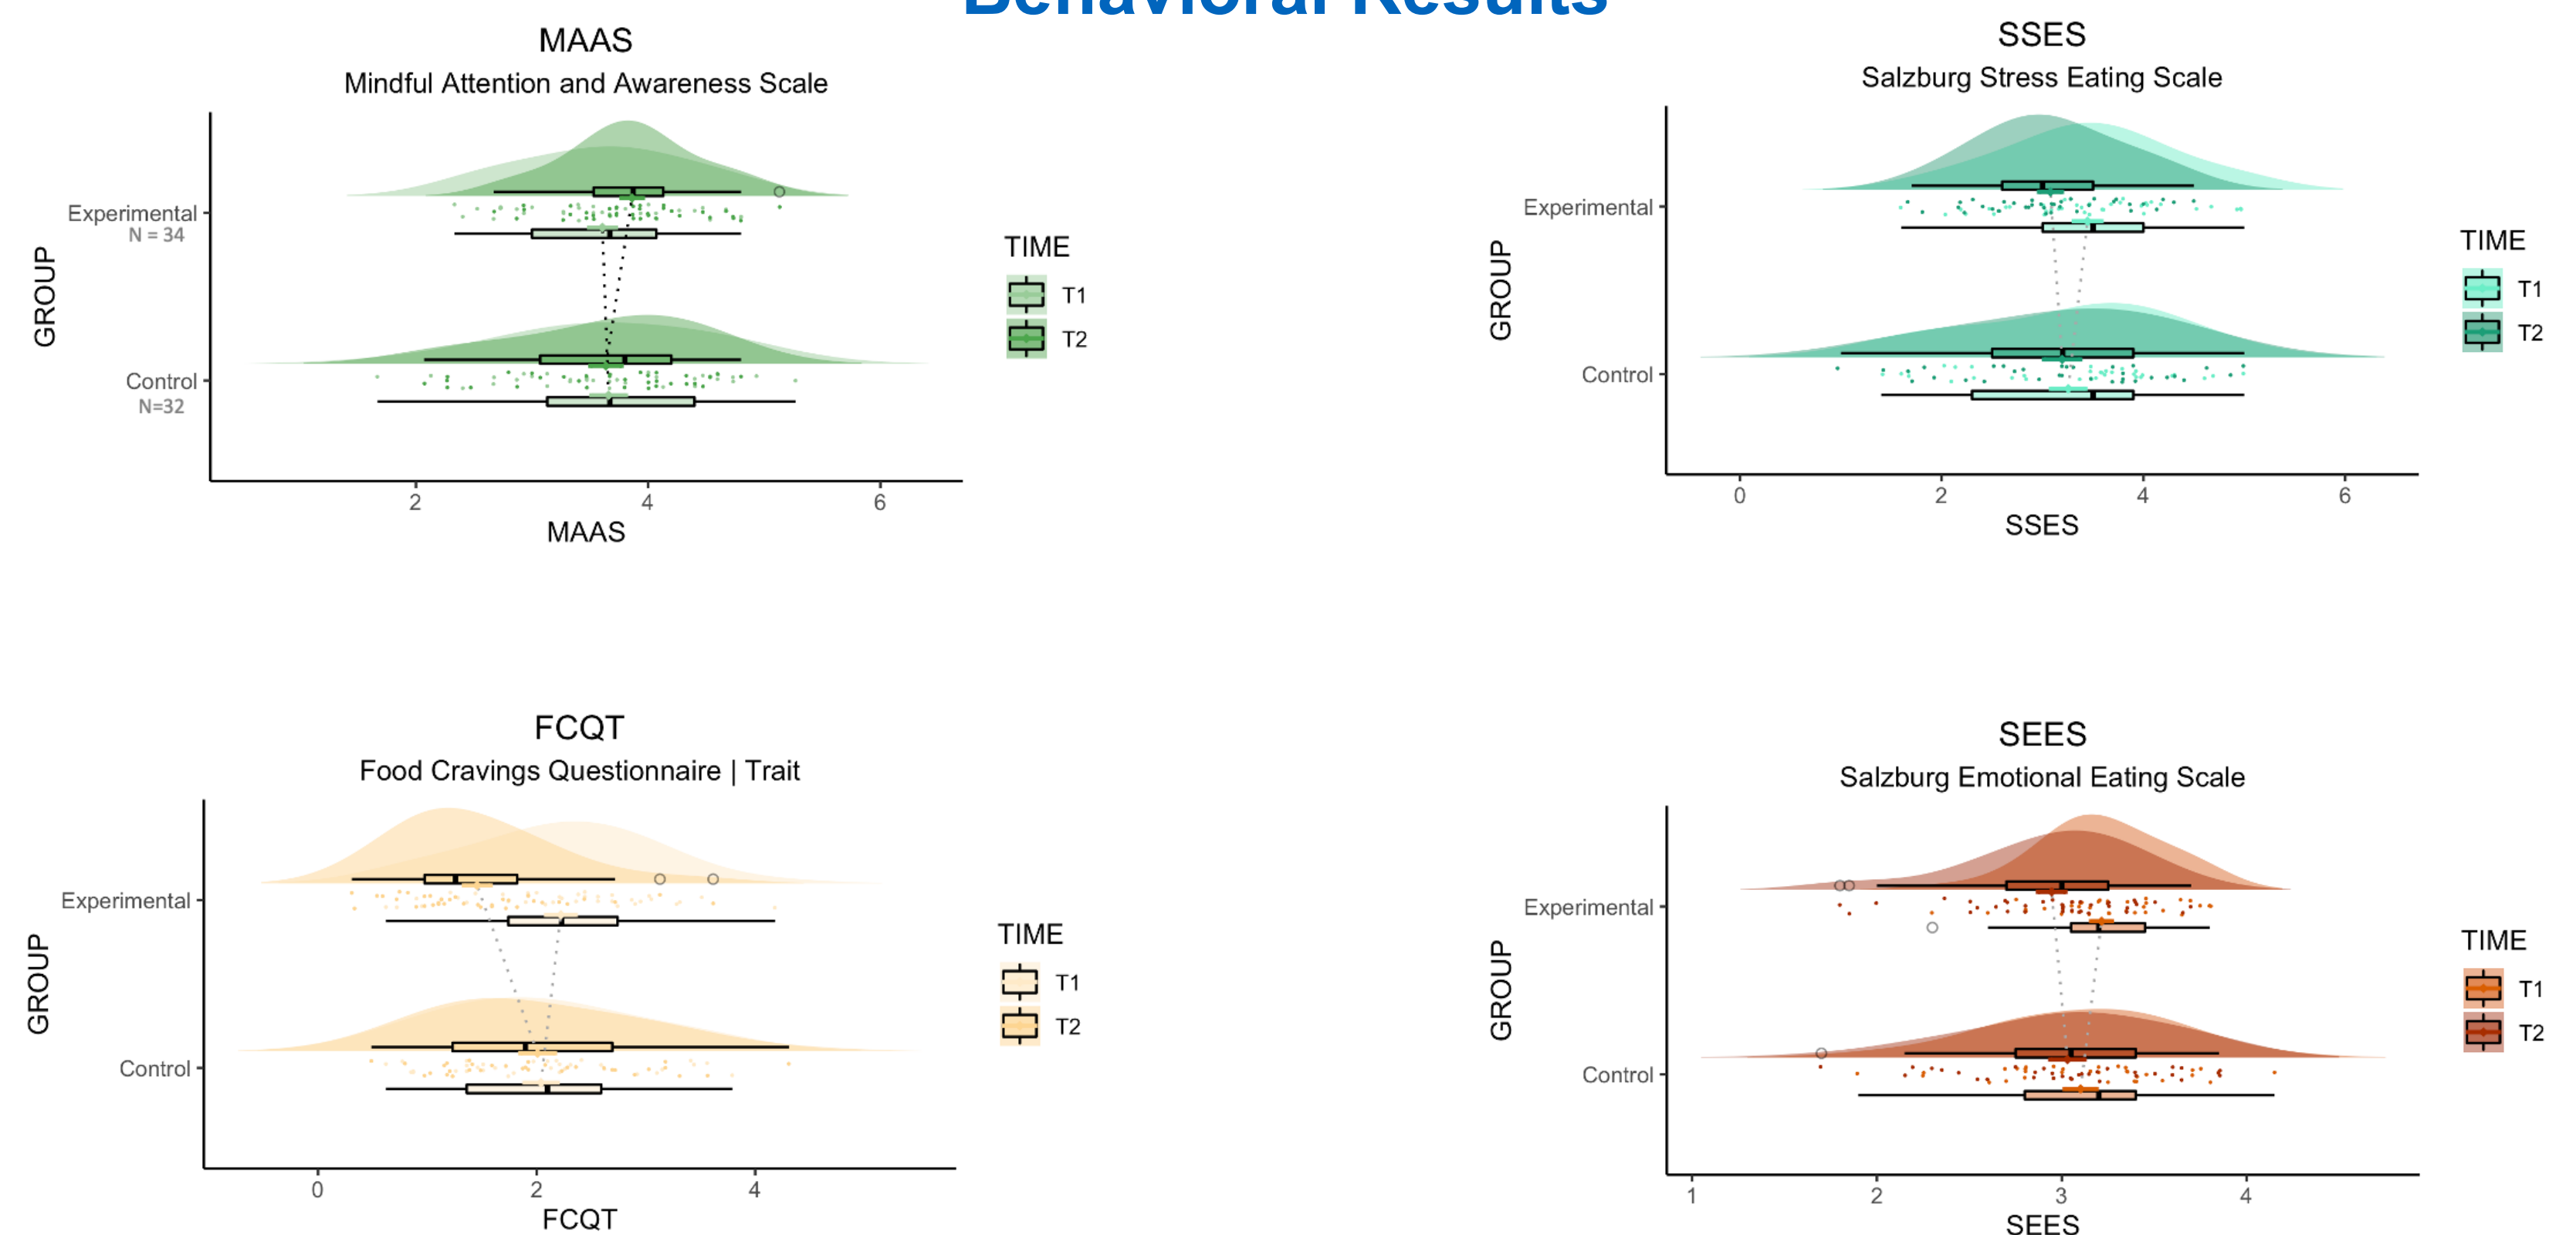 Behavioral Results
MAAS
Mindful Attention and Awareness Scale
GROUP
Experimental
N = 34
Control
N=32
2 4 6
MAAS
TIME
T1
T2
SSES
Salzburg Stress Eating Scale
GROUP
Experimental
Control
0 2 4 6
SSES
TIME
T1
T2
FCQT
Food Cravings Questionnaire | Trait
GROUP
Experimental
Control
0 2 4
FCQT
TIME
T1
T2
SEES
Salzburg Emotional Eating Scale
GROUP
Experimental
Control
1 2 3 4
SEES
TIME
T1
T2